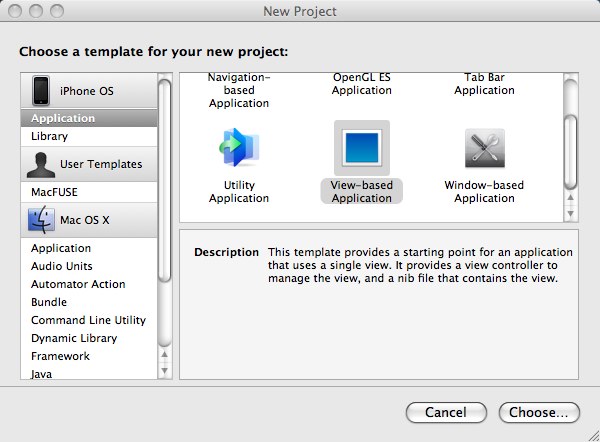 New Project
Choose a template for your new project:
iPhone OS
Application
Library
User Templates
MacFUSE
Mac OS X
Application
Audio Units
Automator Action
Bundle
Command Line Utility
Dynamic Library
Framework
Java
Navigation-
based
Application
OpenGL ES
Application
Tab Bar
Application
Utility
Application
View-based
Application
Window-based
Application
Description
This template provides a starting point for an application
that uses a single view. It provides a view controller to
manage the view, and a nib file that contains the view.
Cancel
Choose...